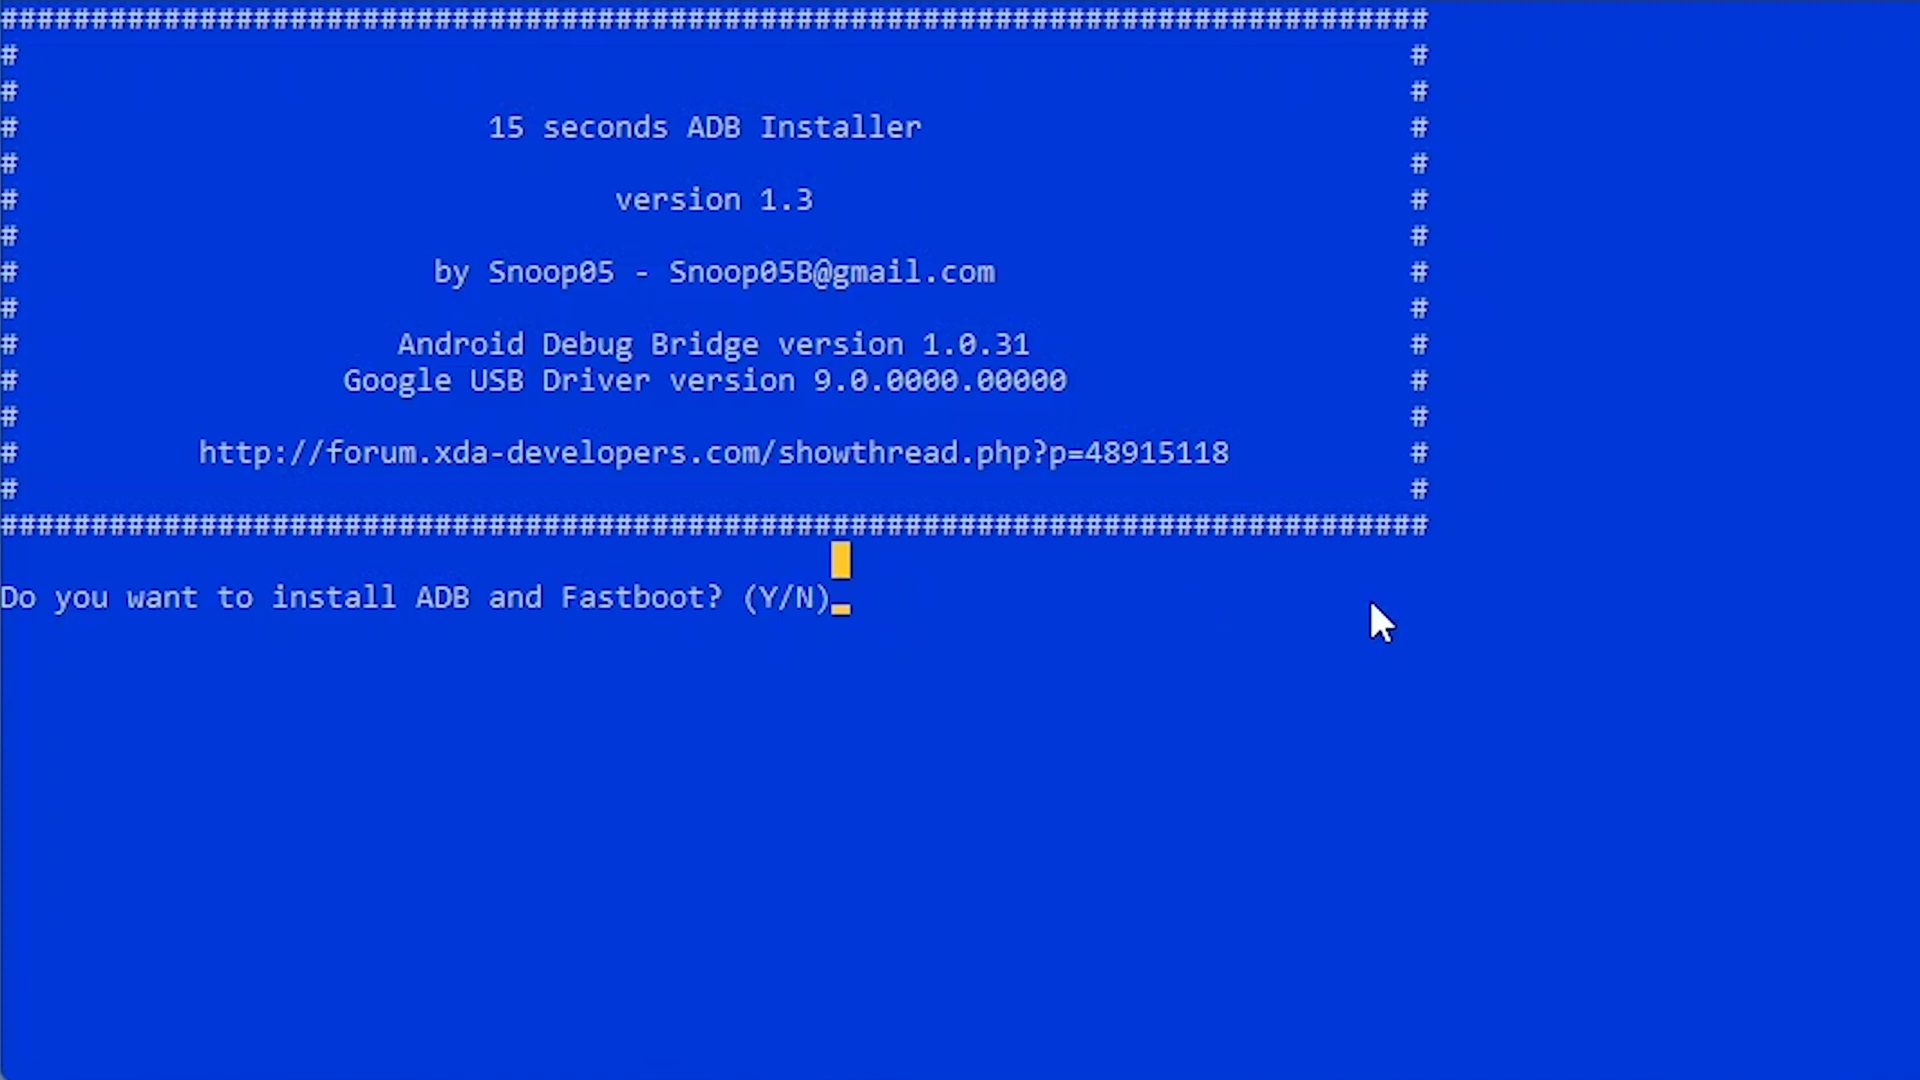 ###############################################################################
# #
# #
# 15 seconds ADB Installer #
# #
# version 1.3 #
# #
# by Snoop05 - Snoop05B@gmail.com #
# #
# Android Debug Bridge version 1.0.31 #
# Google USB Driver version 9.0.0000.00000 #
# #
# http://forum.xda-developers.com/showthread.php?p=48915118 #
# #
###############################################################################
Do you want to install ADB and Fastboot? (Y/N)